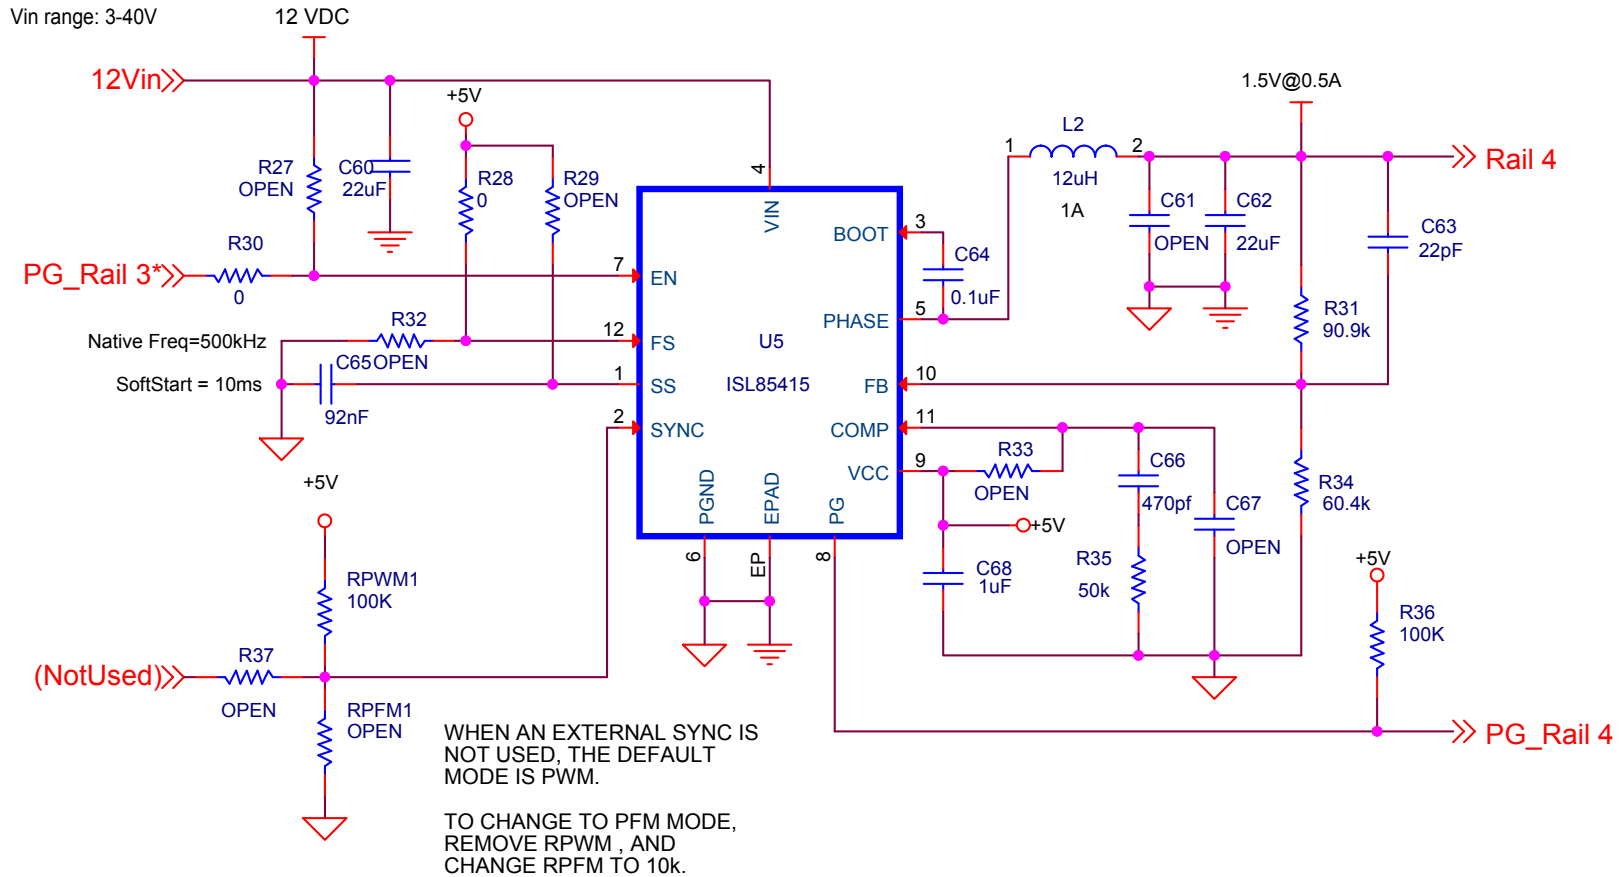 Vin range: 3-40V
12 VDC
12Vin
+5V
1.5V@0.5A
R27
OPEN
C60
22uF
R28
0
R29
OPEN
4
VIN
1
L2
2
12uH
1A
Rail 4
C61
OPEN
C62
22uF
C63
22pF
BOOT
3
C64
0.1uF
R30
0
PG_Rail 3*
7
EN
PHASE
5
R31
90.9k
Native Freq=500kHz
R32
OPEN
12
FS
U5
ISL85415
SoftStart = 10ms
C65
92nF
1
SS
FB
10
2
SYNC
COMP
11
VCC
9
R33
OPEN
C66
470pf
C67
OPEN
R34
60.4k
PGND
EPAD
PG
6
EP
8
+5V
C68
1uF
R35
50k
+5V
R36
100K
+5V
RPWM1
100K
(NotUsed)
R37
OPEN
RPFM1
OPEN
PG_Rail 4
WHEN AN EXTERNAL SYNC IS
NOT USED, THE DEFAULT
MODE IS PWM.
TO CHANGE TO PFM MODE,
REMOVE RPWM , AND
CHANGE RPFM TO 10k.